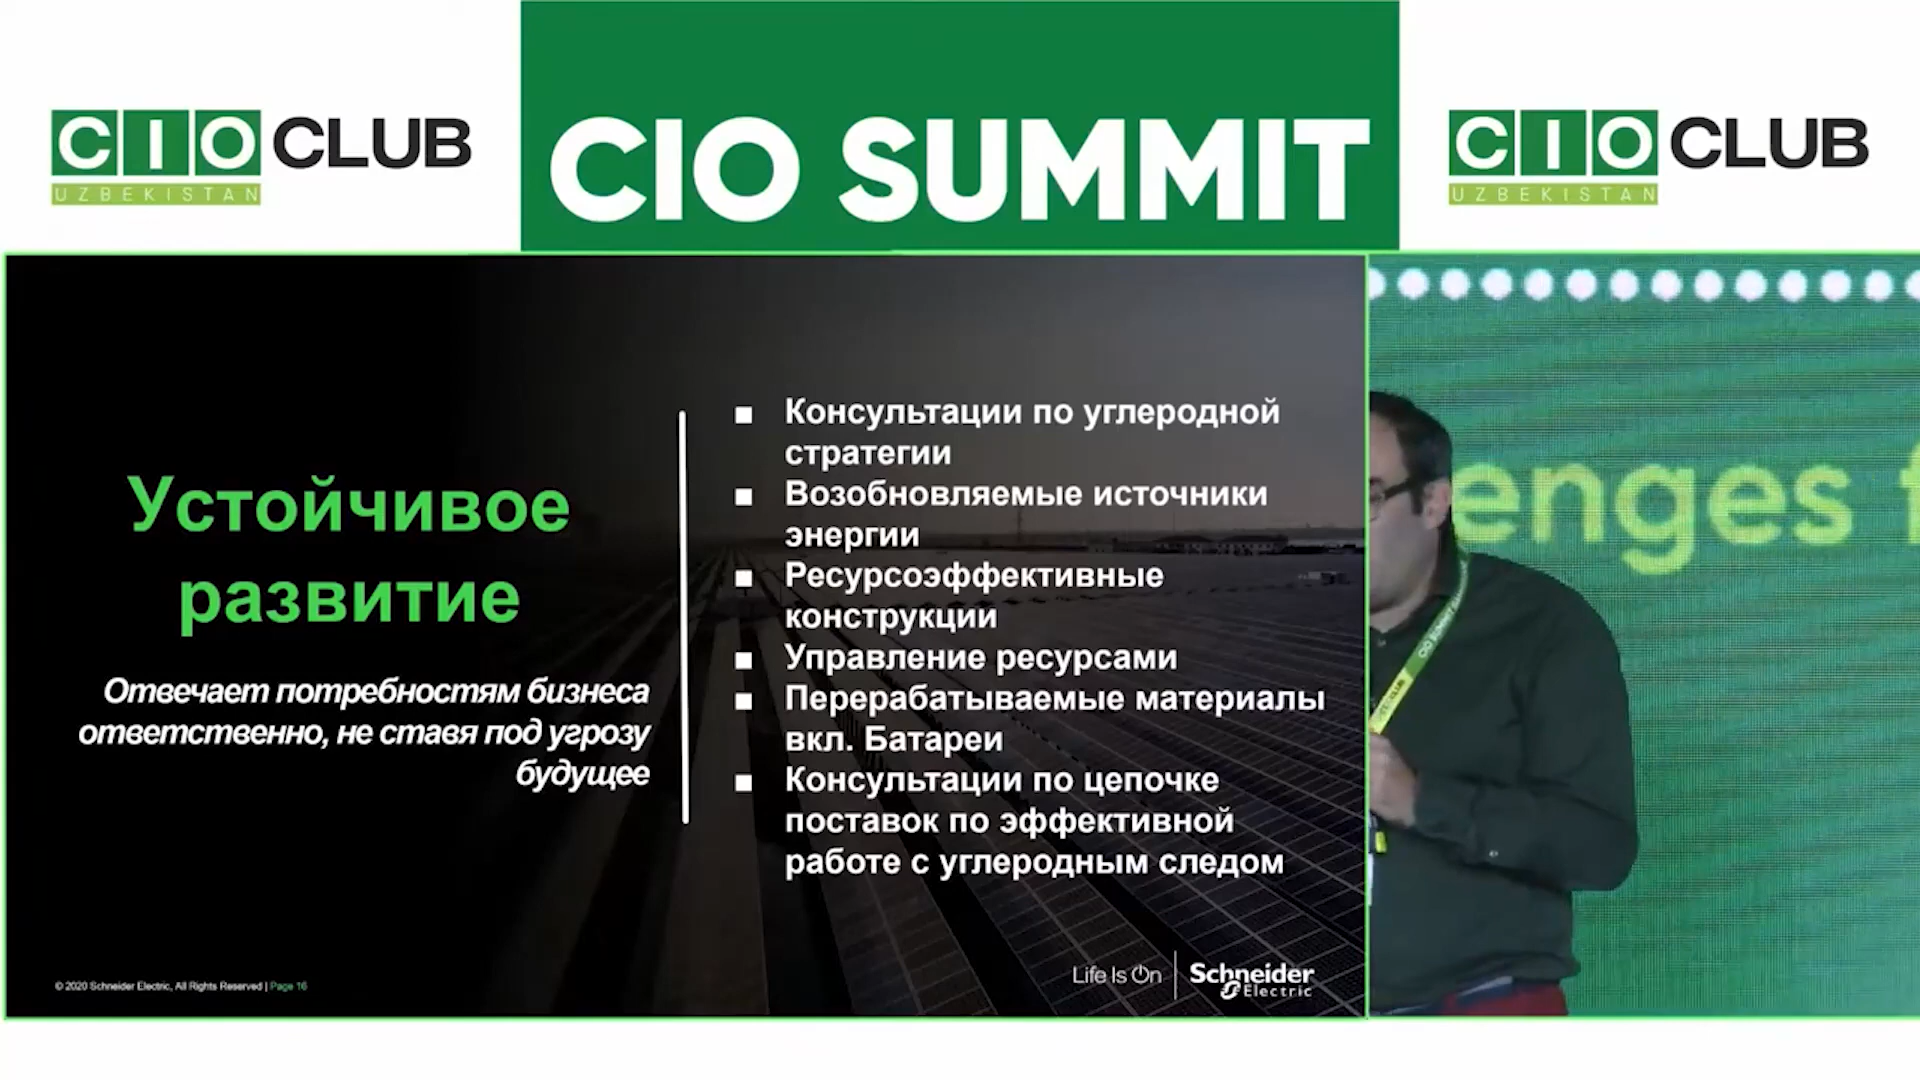 CIO CLUB
UZBEKISTAN
CIO SUMMIT
CIO CLUB
UZBEKISTAN
Устойчивое
развитие
Отвечает потребностям бизнеса
ответственно, не ставя под угрозу
будущее
■ Консультации по углеродной
стратегии
■ Возобновляемые источники
энергии
■ Ресурсоэффективные
конструкции
■ Управление ресурсами
■ Перерабатываемые материалы
вкл. Батареи
■ Консультации по цепочке
поставок по эффективной
работе с углеродным следом
© 2020 Schneider Electric, All Rights Reserved | Page 16
Life Is On | Schneider
Electric
enges f